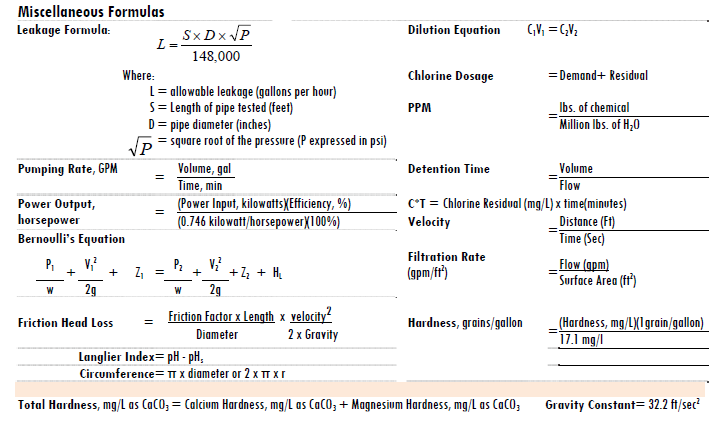 Miscellaneous Formulas
Leakage Formula:
L = S×D×√P
148,000
Where:
L = allowable leakage (gallons per hour)
S = Length of pipe tested (feet)
D = pipe diameter (inches)
√P = square root of the pressure (P expressed in psi)
Pumping Rate, GPM = Volume, gal
Time, min
Power Output, horsepower = (Power Input, kilowatts)(Efficiency, %)
(0.746 kilowatt/horsepower)(100%)
Bernoulli's Equation
P₁ + V₁² + Z₁ = P₂ + V₂² + Z₂ + H_L
w 2g w 2g
Friction Head Loss = Friction Factor x Length x velocity²
Diameter 2 x Gravity
Langlier Index= pH - pHₛ
Circumference= π x diameter or 2 x π x r
Dilution Equation C₁V₁ = C₂V₂
Chlorine Dosage = Demand+ Residual
PPM = lbs. of chemical
Million lbs. of H₂O
Detention Time = Volume
Flow
C*T = Chlorine Residual (mg/L) x time(minutes)
Velocity = Distance (Ft)
Time (Sec)
Filtration Rate
(gpm/ft²) = Flow (gpm)
Surface Area (ft²)
Hardness, grains/gallon = (Hardness, mg/L)(1grain/gallon)
17.1 mg/l
Total Hardness, mg/L as CaCO₃ = Calcium Hardness, mg/L as CaCO₃ + Magnesium Hardness, mg/L as CaCO₃ Gravity Constant= 32.2 ft/sec²